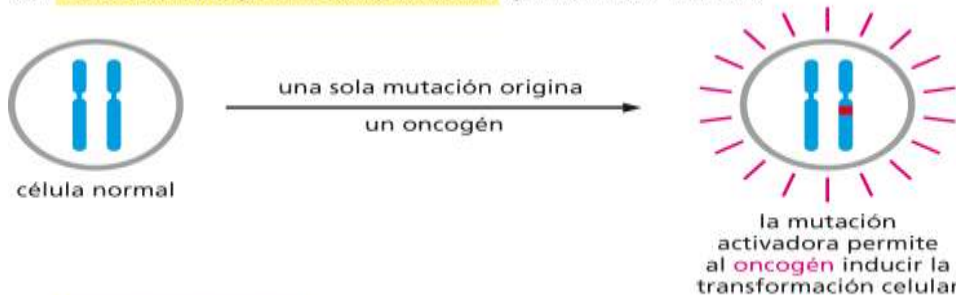 una sola mutación origina
un oncogén
célula normal
la mutación
activadora permite
al oncogén inducir la
transformación celular